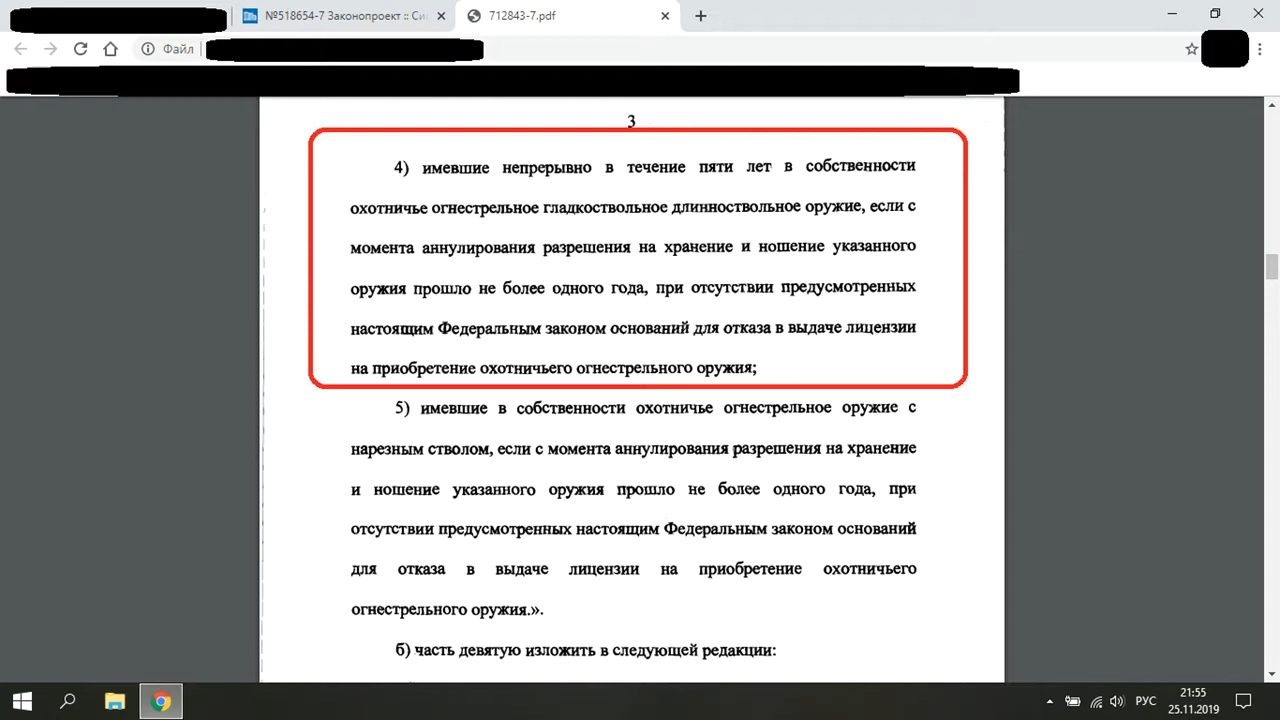 №518654-7 Законопроект :: Си
712843-7.pdf
Файл
3
4) имевшие непрерывно в течение пяти лет в собственности
охотничье огнестрельное гладкоствольное длинноствольное оружие, если с
момента аннулирования разрешения на хранение и ношение указанного
оружия прошло не более одного года, при отсутствии предусмотренных
настоящим Федеральным законом оснований для отказа в выдаче лицензии
на приобретение охотничьего огнестрельного оружия;
5) имевшие в собственности охотничье огнестрельное оружие с
нарезным стволом, если с момента аннулирования разрешения на хранение
и ношение указанного оружия прошло не более одного года, при
отсутствии предусмотренных настоящим Федеральным законом оснований
для отказа в выдаче лицензии на приобретение охотничьего
огнестрельного оружия.».
б) часть девятую изложить в следующей редакции:
РУС
21:55
25.11.2019